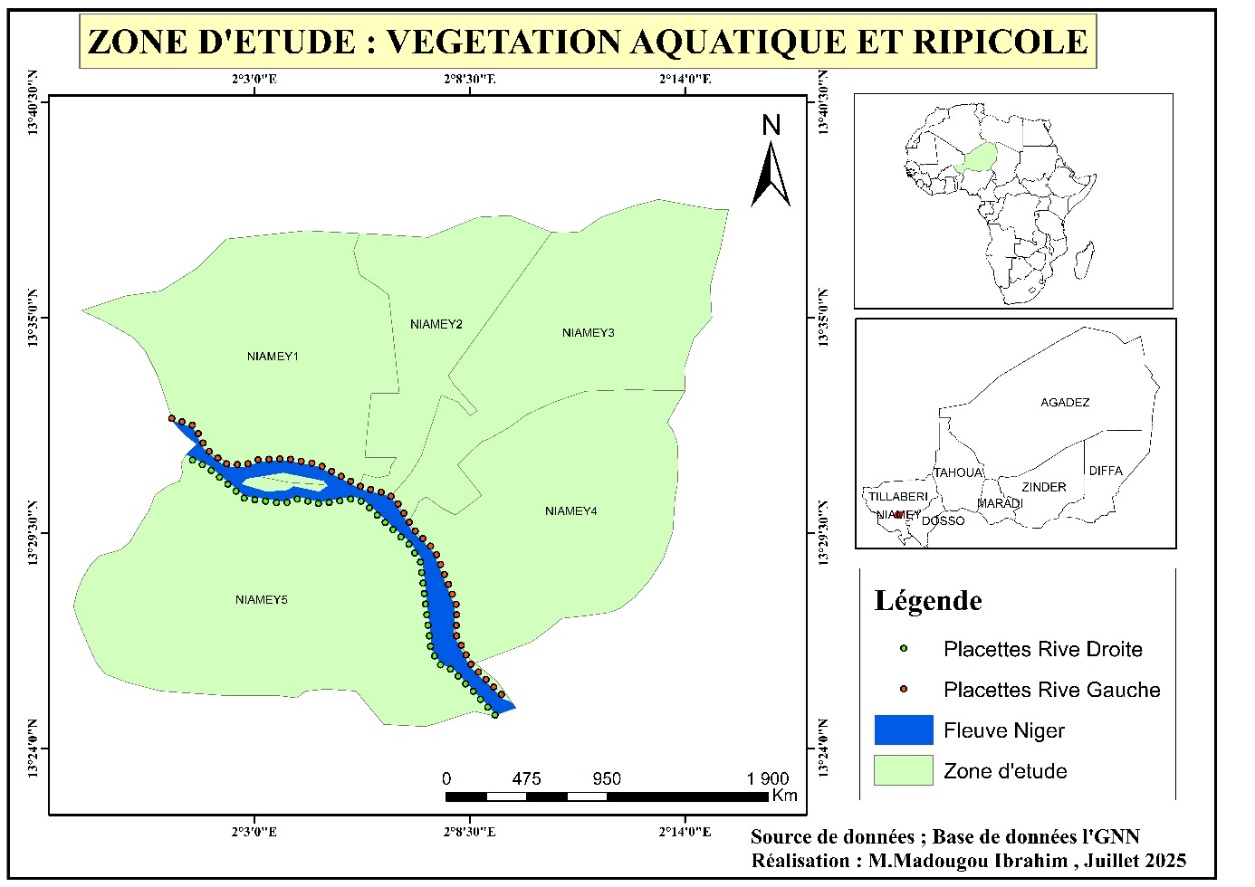 ZONE D'ETUDE : VEGETATION AQUATIQUE ET RIPICOLE
2°3'0"E 2°8'30"E 2°14'0"E
13°40'30"N 13°40'30"N
N
13°35'0"N 13°35'0"N
NIAMEY2
NIAMEY3
NIAMEY1
13°29'30"N 13°29'30"N
NIAMEY4
NIAMEY5
13°24'0"N 13°24'0"N
0 475 950 1 900
Km
2°3'0"E 2°8'30"E 2°14'0"E
AGADEZ
TAHOUA
DIFFA
ZINDER
TILLABERI
MARADI
NIAMEY
DOSSO
Légende
Placettes Rive Droite
Placettes Rive Gauche
Fleuve Niger
Zone d'etude
Source de données ; Base de données l'GNN
Réalisation : M.Madougou Ibrahim , Juillet 2025